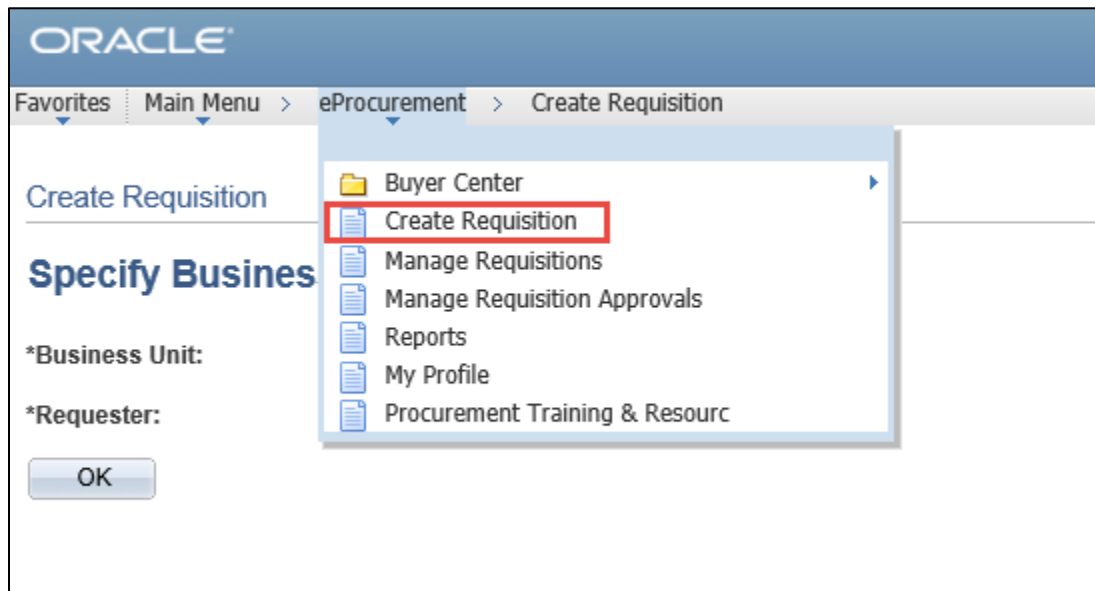 ORACLE
Favorites Main Menu > eProcurement > Create Requisition
Create Requisition
Specify Busines
*Business Unit:
*Requester:
OK
Buyer Center
Create Requisition
Manage Requisitions
Manage Requisition Approvals
Reports
My Profile
Procurement Training & Resourc